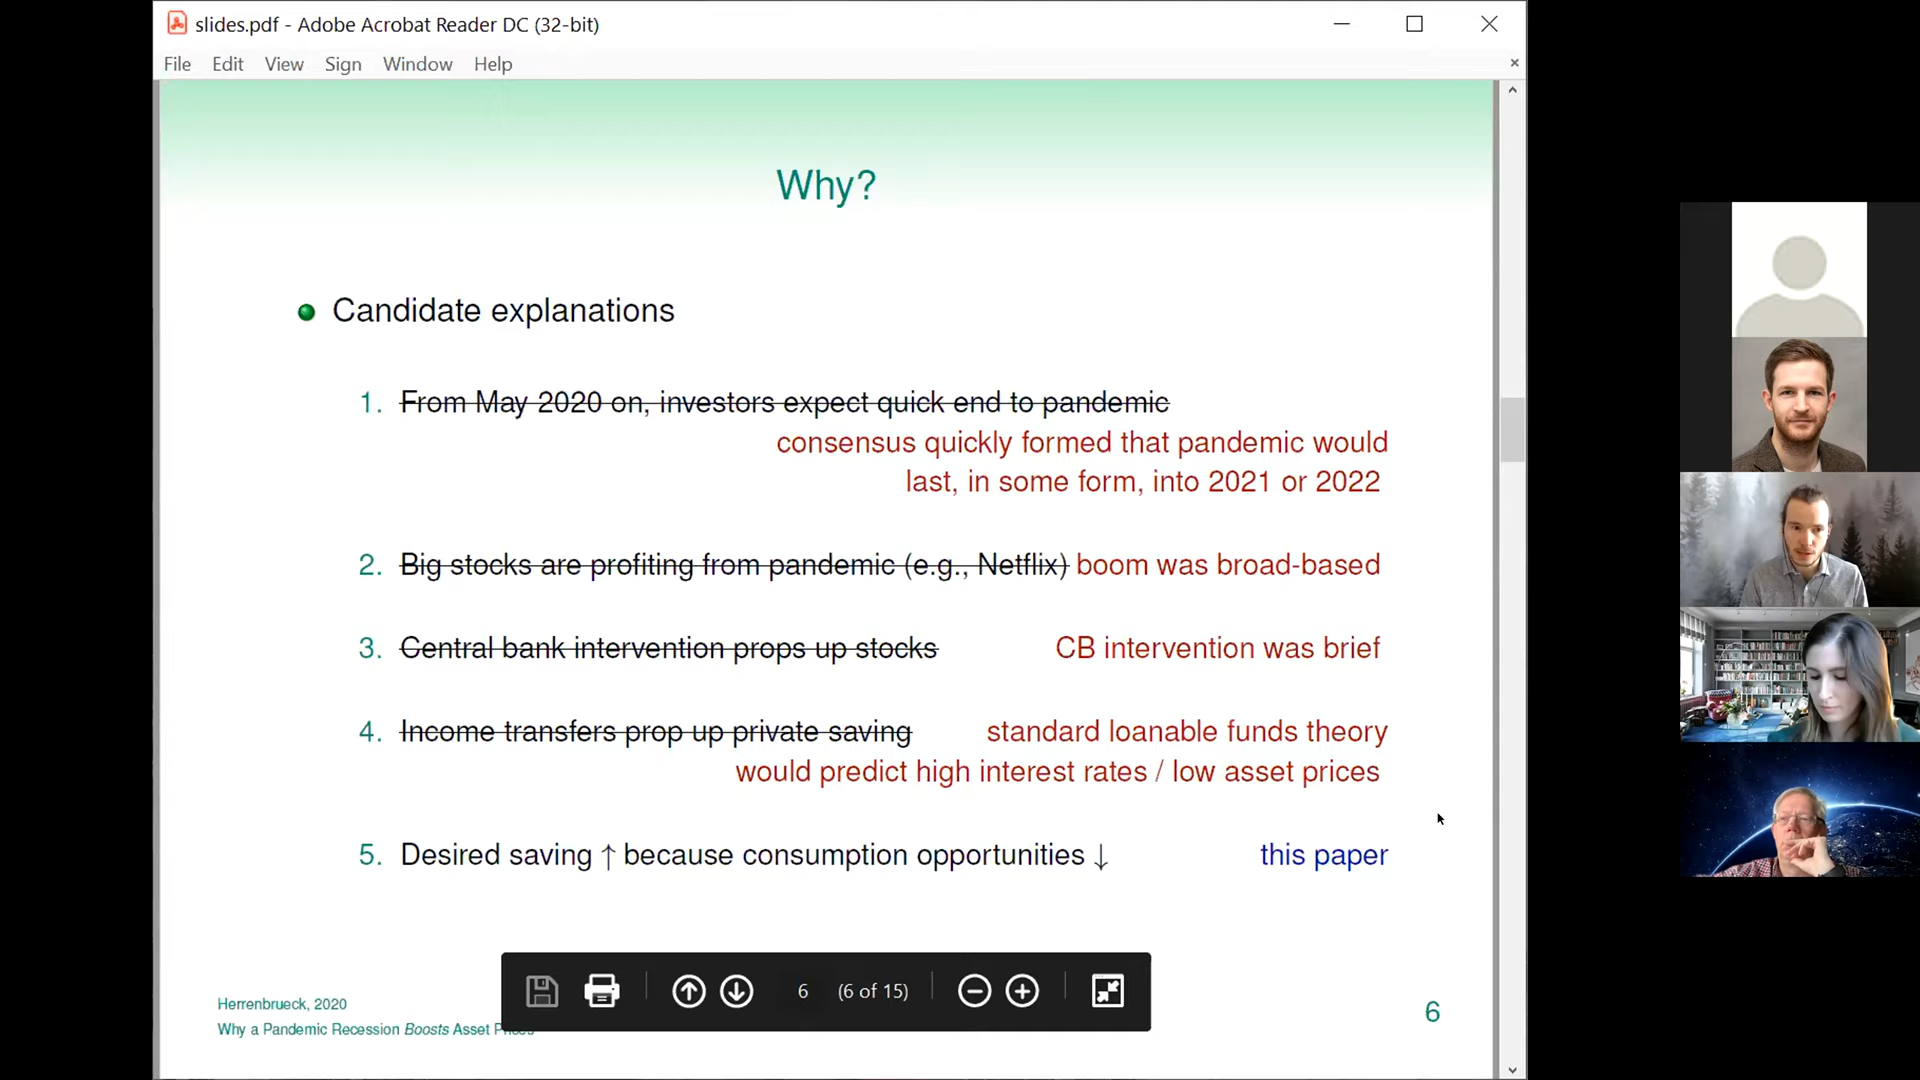 slides.pdf - Adobe Acrobat Reader DC (32-bit)
File Edit View Sign Window Help
Why?
Candidate explanations
1. From May 2020 on, investors expect quick end to pandemic
consensus quickly formed that pandemic would
last, in some form, into 2021 or 2022
2. Big stocks are profiting from pandemic (e.g., Netflix) boom was broad-based
3. Central bank intervention props up stocks CB intervention was brief
4. Income transfers prop up private saving standard loanable funds theory
would predict high interest rates / low asset prices
5. Desired saving ↑ because consumption opportunities ↓ this paper
6 (6 of 15)
Herrenbrueck, 2020
Why a Pandemic Recession Boosts Asset Prices
6